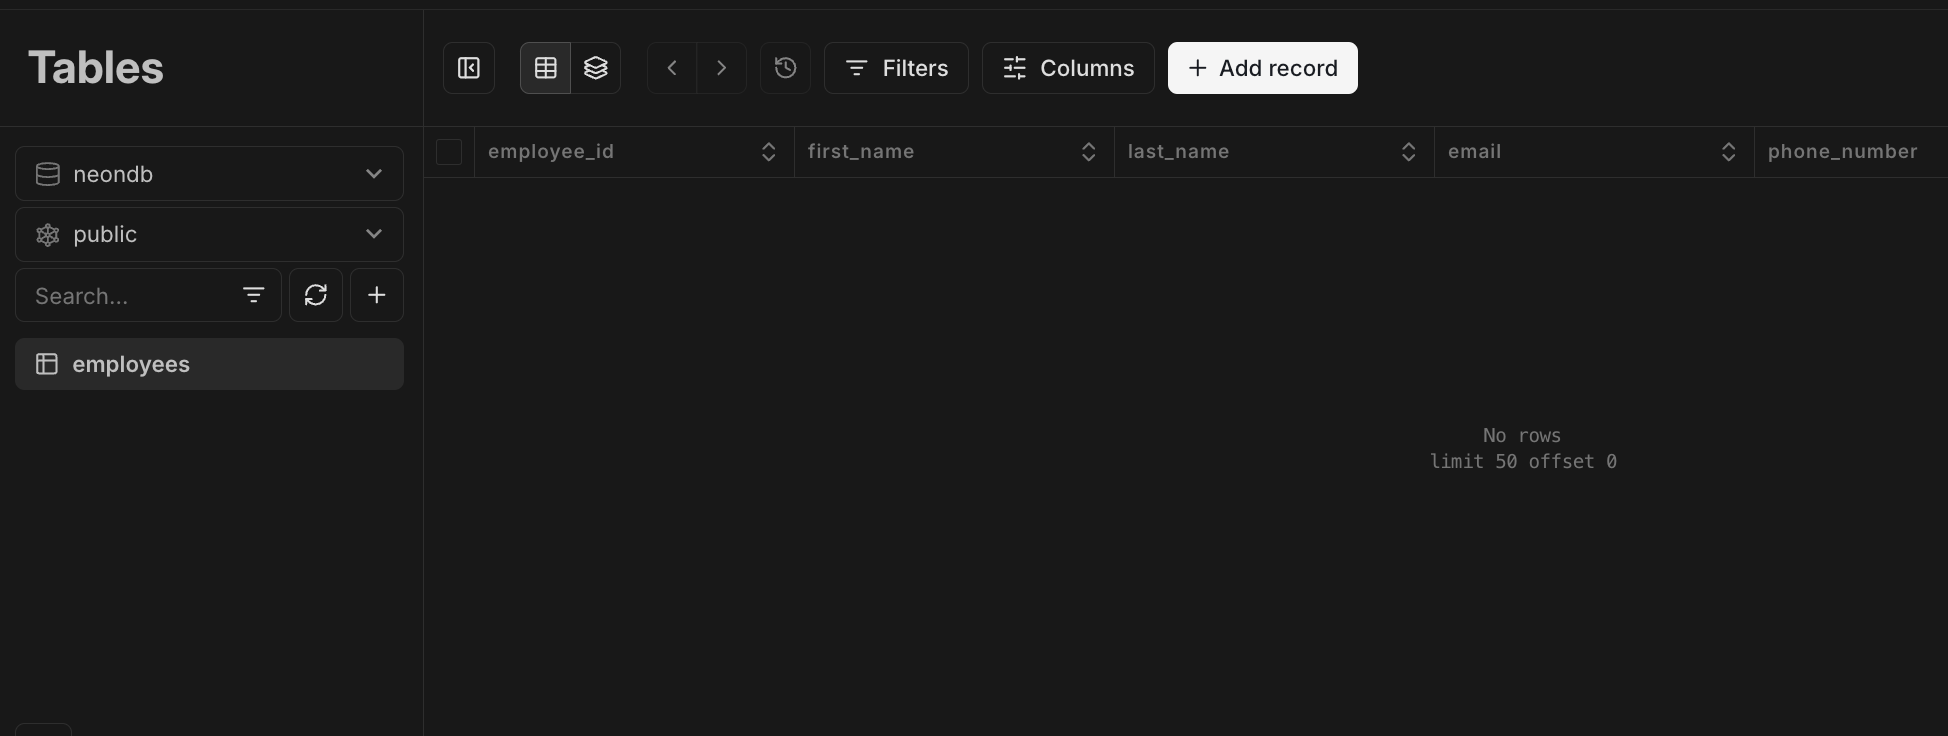 Tables
Filters
Columns
Add record
neondb
public
Search...
employees
employee_id
first_name
last_name
email
phone_number
No rows
limit 50 offset 0